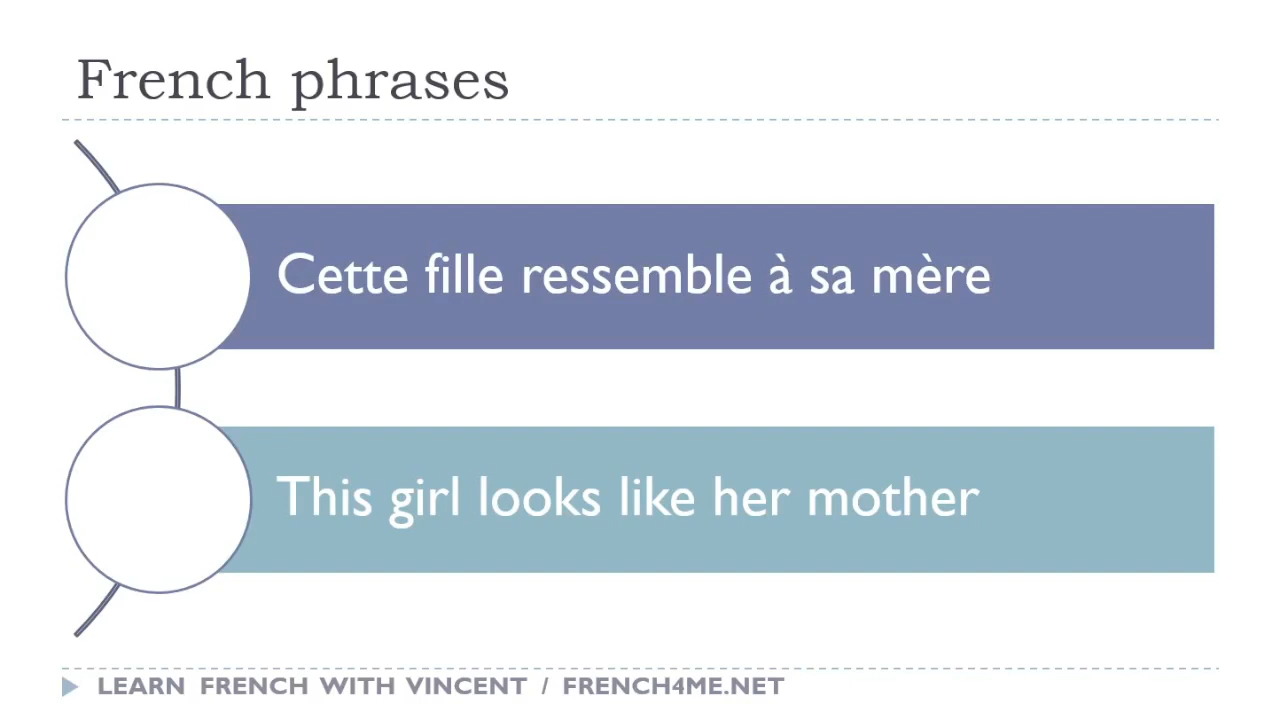 French phrases
Cette fille ressemble à sa mère
This girl looks like her mother
LEARN FRENCH WITH VINCENT / FRENCH4ME.NET